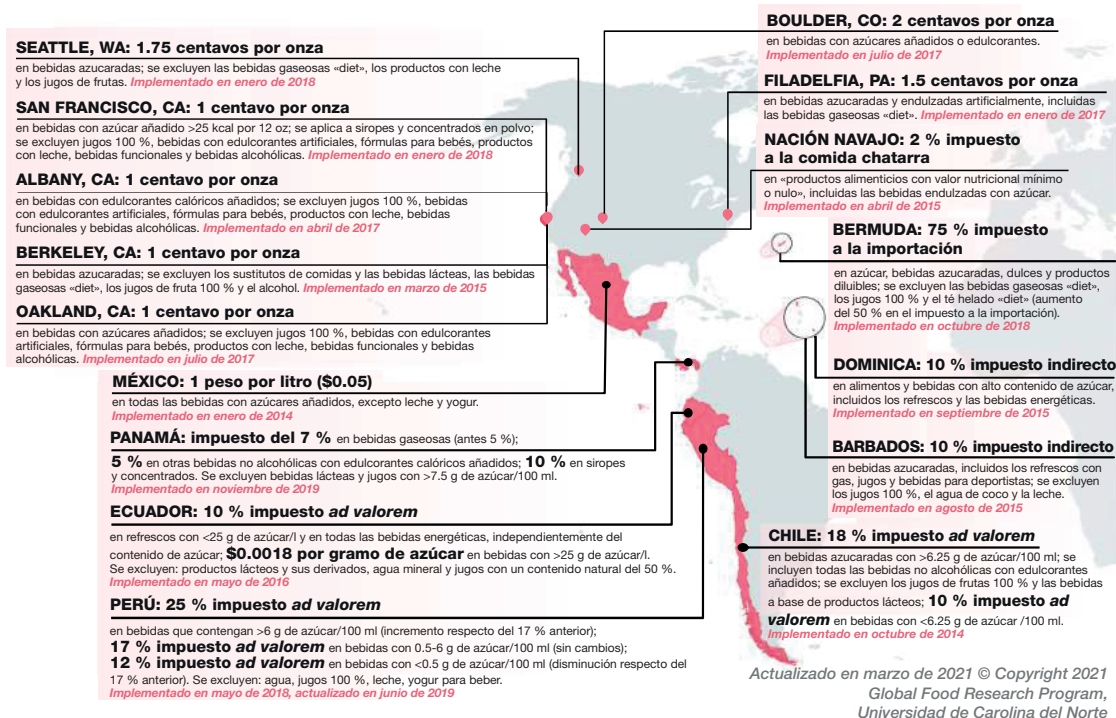 SEATTLE, WA: 1.75 centavos por onza
en bebidas azucaradas; se excluyen las bebidas gaseosas «diet», los productos con leche
y los jugos de frutas. Implementado en enero de 2018
SAN FRANCISCO, CA: 1 centavo por onza
en bebidas con azúcar añadido >25 kcal por 12 oz; se aplica a siropes y concentrados en polvo;
se excluyen jugos 100 %, bebidas con edulcorantes artificiales, fórmulas para bebés, productos
con leche, bebidas funcionales y bebidas alcohólicas. Implementado en enero de 2018
ALBANY, CA: 1 centavo por onza
en bebidas con edulcorantes calóricos añadidos; se excluyen jugos 100 %, bebidas
con edulcorantes artificiales, fórmulas para bebés, productos con leche, bebidas
funcionales y bebidas alcohólicas. Implementado en abril de 2017
BERKELEY, CA: 1 centavo por onza
en bebidas azucaradas; se excluyen los sustitutos de comidas y las bebidas lácteas, las bebidas
gaseosas «diet», los jugos de fruta 100 % y el alcohol. Implementado en marzo de 2015
OAKLAND, CA: 1 centavo por onza
en bebidas con azúcares añadidos; se excluyen jugos 100 %, bebidas con edulcorantes
artificiales, fórmulas para bebés, productos con leche, bebidas funcionales y bebidas
alcohólicas. Implementado en julio de 2017
MÉXICO: 1 peso por litro ($0.05)
en todas las bebidas con azúcares añadidos, excepto leche y yogur.
Implementado en enero de 2014
PANAMÁ: impuesto del 7 % en bebidas gaseosas (antes 5 %);
5 % en otras bebidas no alcohólicas con edulcorantes calóricos añadidos; 10 % en siropes
y concentrados. Se excluyen bebidas lácteas y jugos con >7.5 g de azúcar/100 ml.
Implementado en noviembre de 2019
ECUADOR: 10 % impuesto ad valorem
en refrescos con <25 g de azúcar/l y en todas las bebidas energéticas, independientemente del
contenido de azúcar; $0.0018 por gramo de azúcar en bebidas con >25 g de azúcar/l.
Se excluyen: productos lácteos y sus derivados, agua mineral y jugos con un contenido natural del 50 %.
Implementado en mayo de 2016
PERÚ: 25 % impuesto ad valorem
en bebidas que contengan >6 g de azúcar/100 ml (incremento respecto del 17 % anterior);
17 % impuesto ad valorem en bebidas con 0.5-6 g de azúcar/100 ml (sin cambios);
12 % impuesto ad valorem en bebidas con <0.5 g de azúcar/100 ml (disminución respecto del
17 % anterior). Se excluyen: agua, jugos 100 %, leche, yogur para beber.
Implementado en mayo de 2018, actualizado en junio de 2019
BOULDER, CO: 2 centavos por onza
en bebidas con azúcares añadidos o edulcorantes.
Implementado en julio de 2017
FILADELFIA, PA: 1.5 centavos por onza
en bebidas azucaradas y endulzadas artificialmente, incluidas
las bebidas gaseosas «diet». Implementado en enero de 2017
NACIÓN NAVAJO: 2 % impuesto
a la comida chatarra
en «productos alimenticios con valor nutricional mínimo
o nulo», incluidas las bebidas endulzadas con azúcar.
Implementado en abril de 2015
BERMUDA: 75 % impuesto
a la importación
en azúcar, bebidas azucaradas, dulces y productos
diluibles; se excluyen las bebidas gaseosas «diet»,
los jugos 100 % y el té helado «diet» (aumento
del 50 % en el impuesto a la importación).
Implementado en octubre de 2018
DOMINICA: 10 % impuesto indirecto
en alimentos y bebidas con alto contenido de azúcar,
incluidos los refrescos y las bebidas energéticas.
Implementado en septiembre de 2015
BARBADOS: 10 % impuesto indirecto
en bebidas azucaradas, incluidos los refrescos con
gas, jugos y bebidas para deportistas; se excluyen
los jugos 100 %, el agua de coco y la leche.
Implementado en agosto de 2015
CHILE: 18 % impuesto ad valorem
en bebidas azucaradas con >6.25 g de azúcar/100 ml; se
incluyen todas las bebidas no alcohólicas con edulcorantes
añadidos; se excluyen los jugos de frutas 100 % y las bebidas
a base de productos lácteos; 10 % impuesto ad
valorem en bebidas con <6.25 g de azúcar /100 ml.
Implementado en octubre de 2014
Actualizado en marzo de 2021 © Copyright 2021
Global Food Research Program,
Universidad de Carolina del Norte